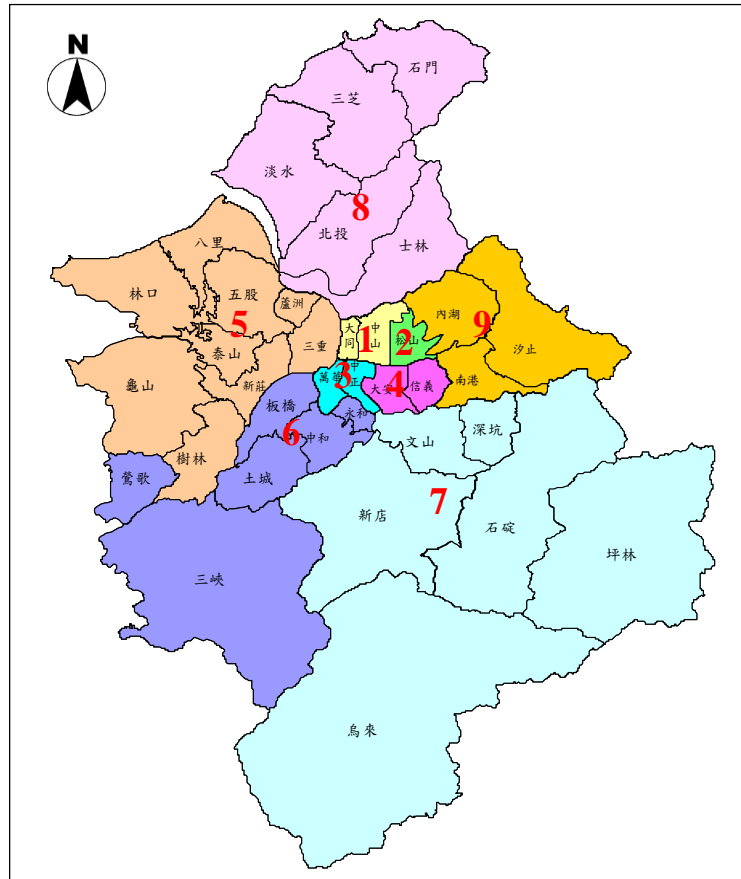 N
石門
三芝
淡水
8
北投
士林
八里
林口
五股
蘆洲
5
泰山
三重
龜山
新莊
樹林
大同
中山
1
松山
2
內湖
9
汐止
南港
萬華
中正
3
大安
4
信義
板橋
永和
6
中和
土城
鶯歌
三峽
文山
深坑
新店
7
石碇
坪林
烏來